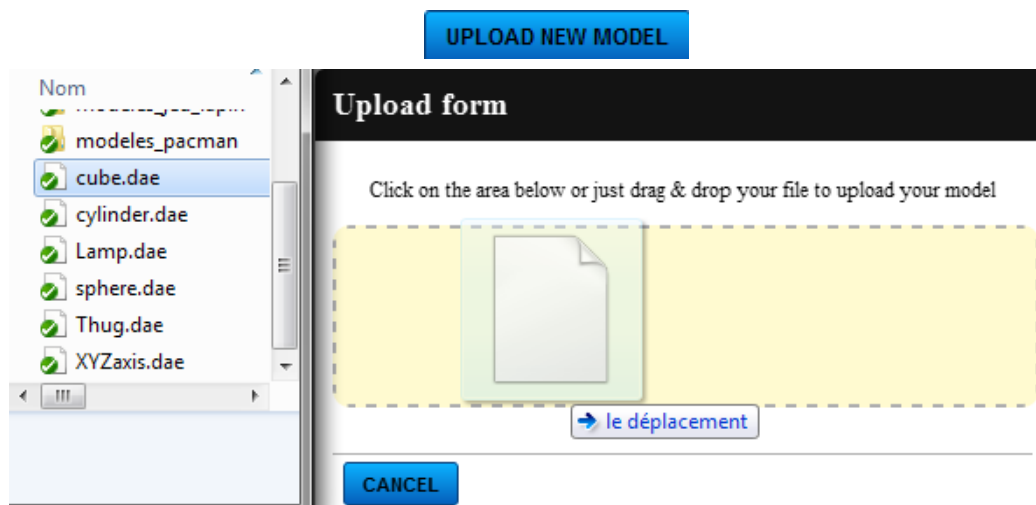 UPLOAD NEW MODEL
Nom
modeles_pacman
cube.dae
cylinder.dae
Lamp.dae
sphere.dae
Thug.dae
XYZaxis.dae
Upload form
Click on the area below or just drag & drop your file to upload your model
le déplacement
CANCEL